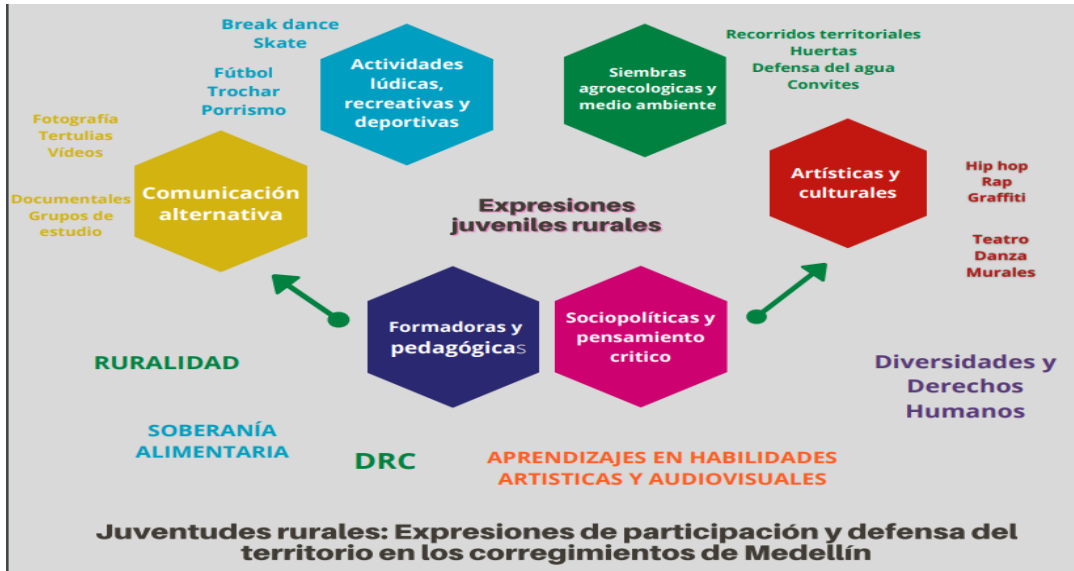 Break dance
Skate
Fútbol
Trochar
Porrismo
Actividades
lúdicas,
recreativas y
deportivas
Siembras
agroecologicas y
medio ambiente
Recorridos territoriales
Huertas
Defensa del agua
Convites
Fotografía
Tertulias
Vídeos
Documentales
Grupos de
estudio
Comunicación
alternativa
Expresiones
juveniles rurales
Artísticas y
culturales
Hip hop
Rap
Graffiti
Teatro
Danza
Murales
Formadoras y
pedagógicas
Sociopolíticas y
pensamiento
critico
RURALIDAD
SOBERANÍA
ALIMENTARIA
DRC
APRENDIZAJES EN HABILIDADES
ARTISTICAS Y AUDIOVISUALES
Diversidades y
Derechos
Humanos
Juventudes rurales: Expresiones de participación y defensa del
territorio en los corregimientos de Medellín